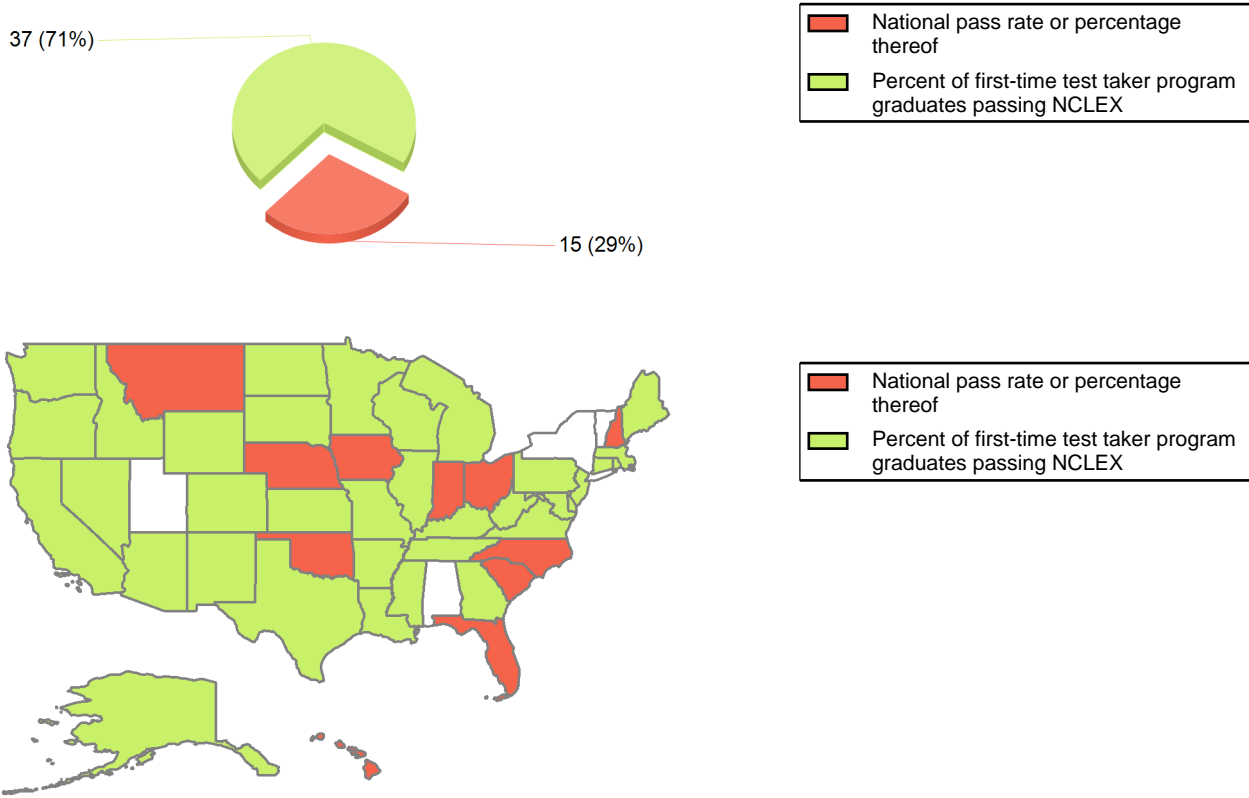 37 (71%)
National pass rate or percentage
thereof
Percent of first-time test taker program
graduates passing NCLEX
15 (29%)
National pass rate or percentage
thereof
Percent of first-time test taker program
graduates passing NCLEX